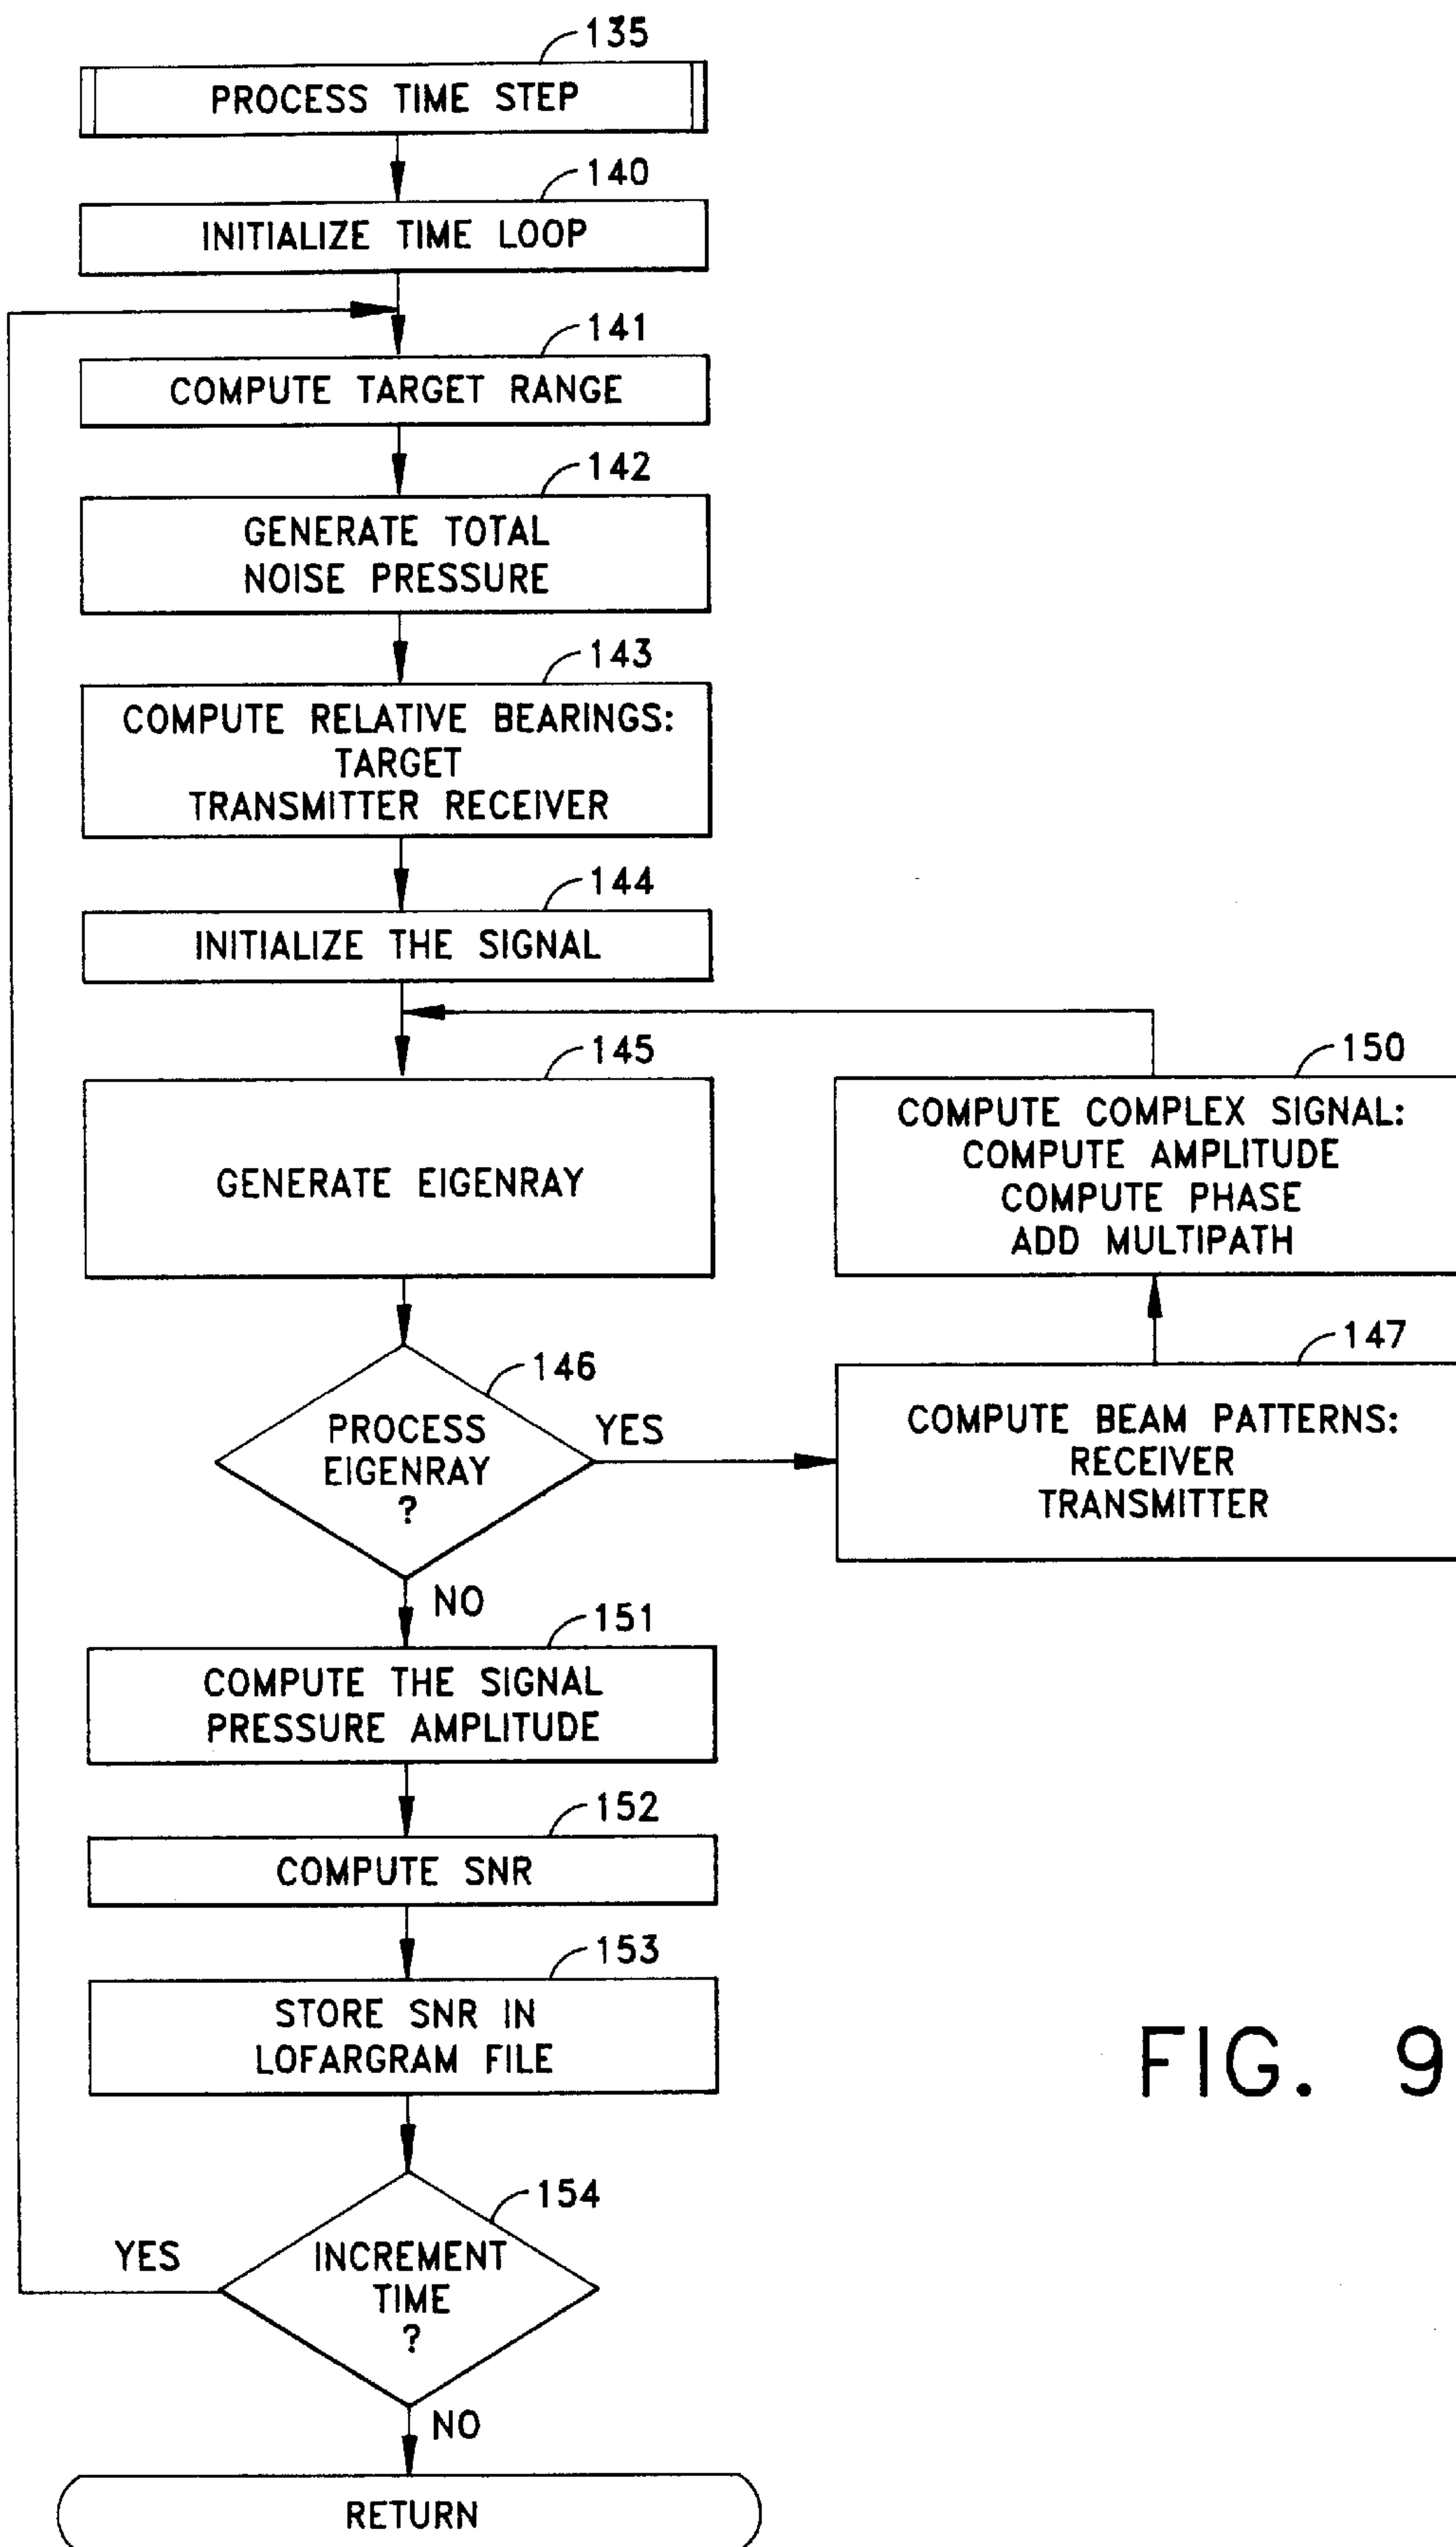 135
PROCESS TIME STEP
140
INITIALIZE TIME LOOP
141
COMPUTE TARGET RANGE
142
GENERATE TOTAL
NOISE PRESSURE
143
COMPUTE RELATIVE BEARINGS:
TARGET
TRANSMITTER RECEIVER
144
INITIALIZE THE SIGNAL
145
GENERATE EIGENRAY
150
COMPUTE COMPLEX SIGNAL:
COMPUTE AMPLITUDE
COMPUTE PHASE
ADD MULTIPATH
146
PROCESS
EIGENRAY
?
YES
147
COMPUTE BEAM PATTERNS:
RECEIVER
TRANSMITTER
NO
151
COMPUTE THE SIGNAL
PRESSURE AMPLITUDE
152
COMPUTE SNR
153
STORE SNR IN
LOFARGRAM FILE
154
INCREMENT
TIME
?
YES
NO
RETURN
FIG. 9